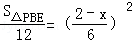 S△PBE/12 = (2-x/6)²